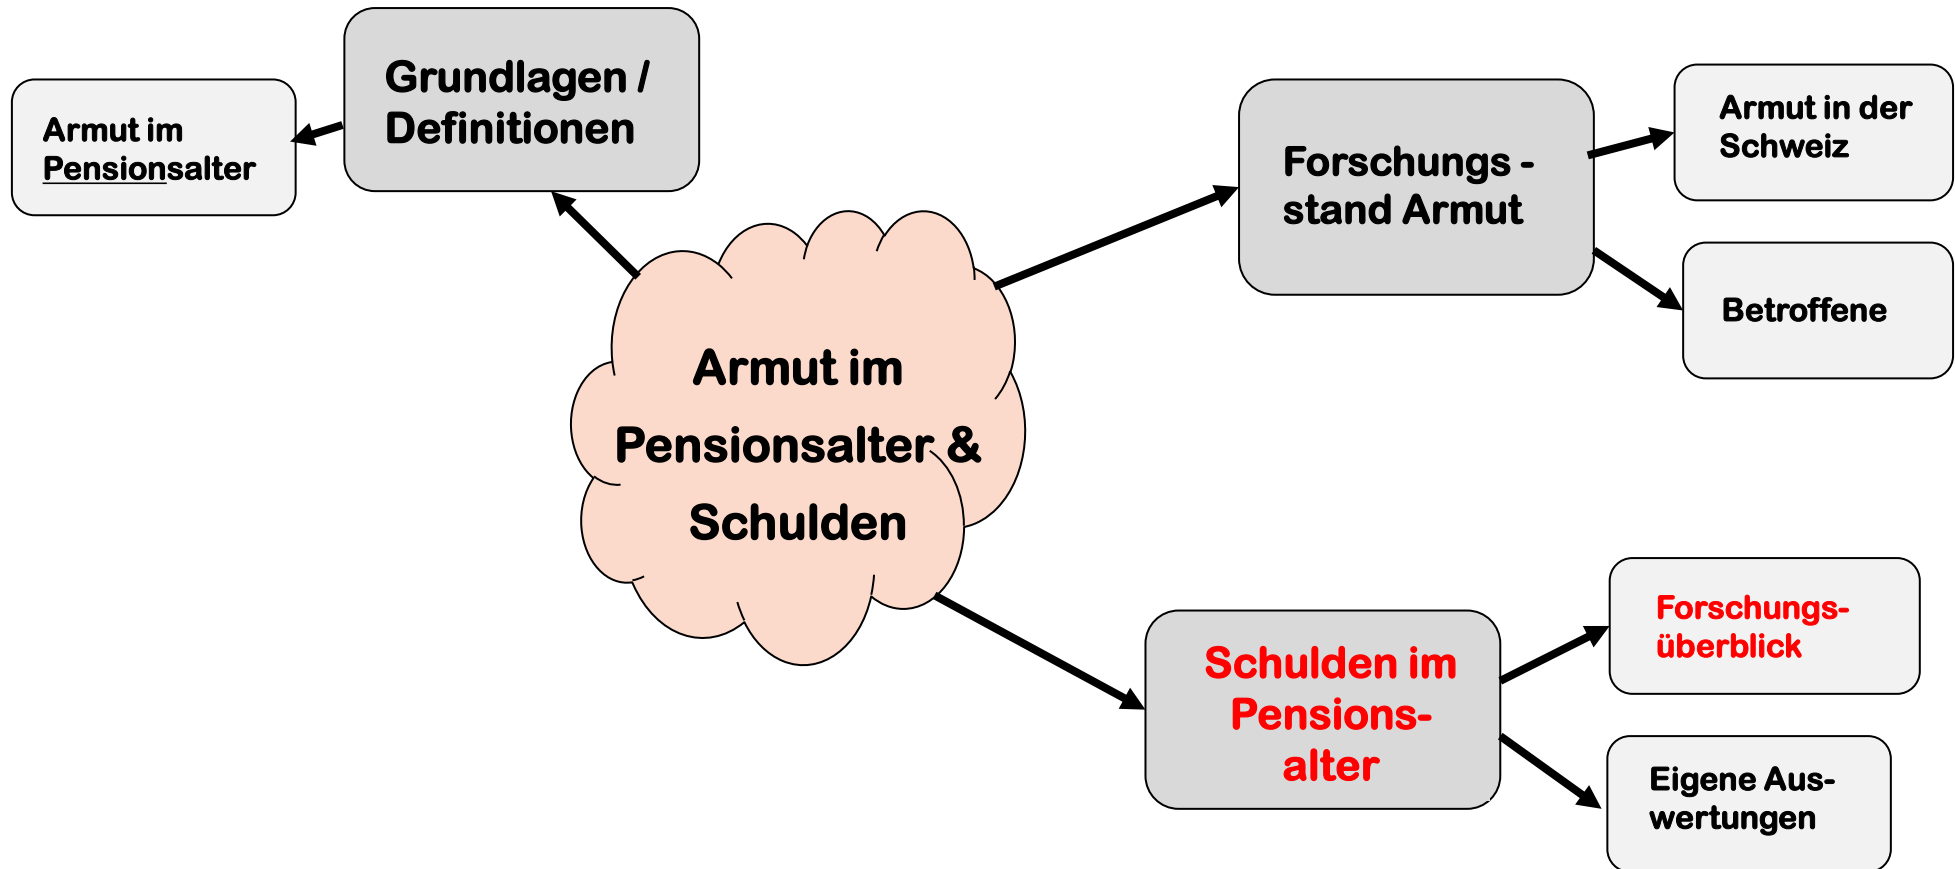 Grundlagen /
Definitionen
Armut im
Pensionsalter
Forschungs -
stand Armut
Armut in der
Schweiz
Betroffene
Armut im
Pensionsalter &
Schulden
Schulden im
Pensions-
alter
Forschungs-
überblick
Eigene Aus-
wertungen